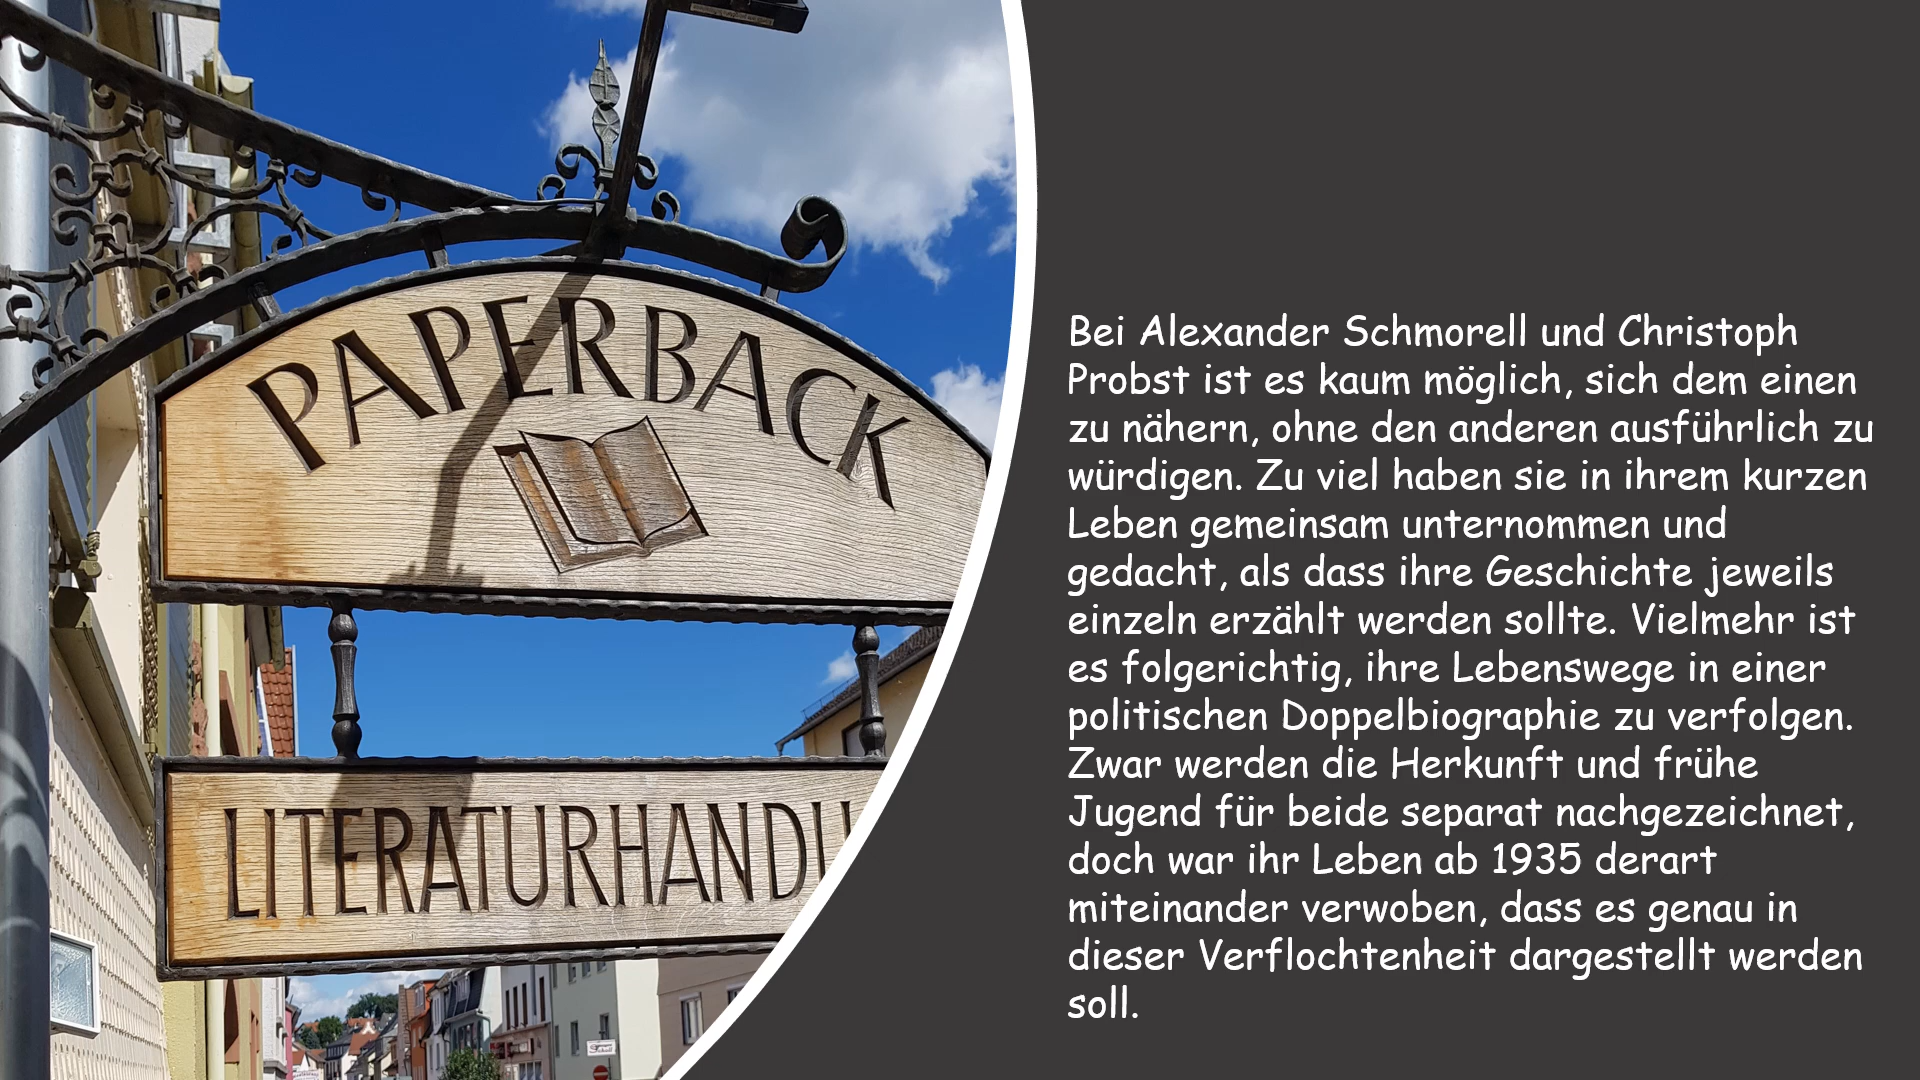 PAPERBACK
Bei Alexander Schmorell und Christoph
Probst ist es kaum möglich, sich dem einen
zu nähern, ohne den anderen ausführlich zu
würdigen. Zu viel haben sie in ihrem kurzen
Leben gemeinsam unternommen und
gedacht, als dass ihre Geschichte jeweils
einzeln erzählt werden sollte. Vielmehr ist
es folgerichtig, ihre Lebenswege in einer
politischen Doppelbiographie zu verfolgen.
Zwar werden die Herkunft und frühe
Jugend für beide separat nachgezeichnet,
doch war ihr Leben ab 1935 derart
miteinander verwoben, dass es genau in
dieser Verflochtenheit dargestellt werden
soll.